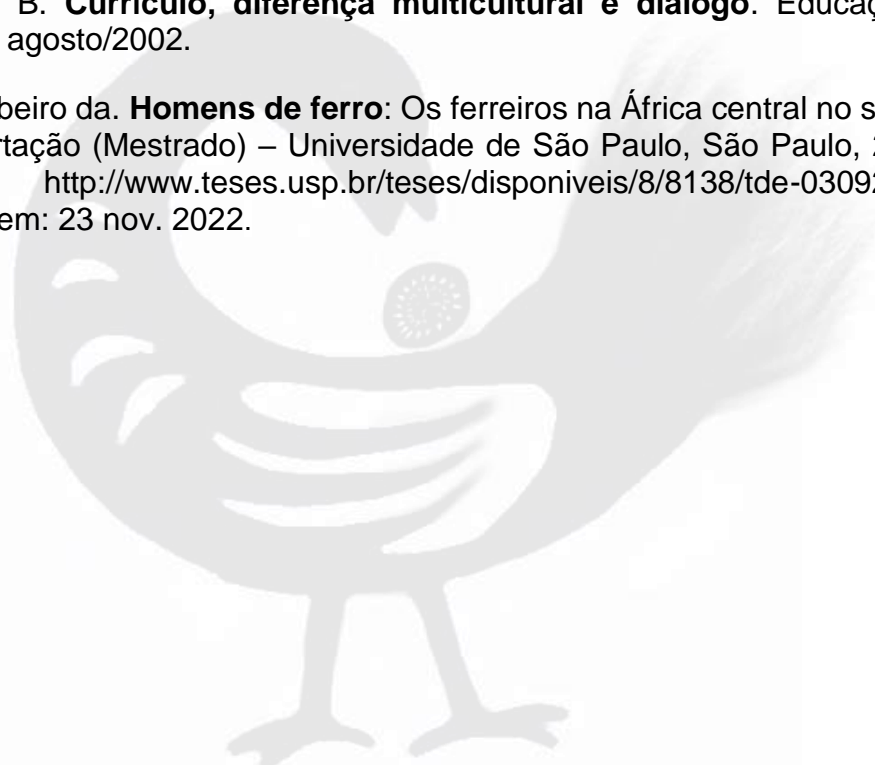 B. Currículo, diferença multicultural e diálogo. Educaç
agosto/2002.
beiro da. Homens de ferro: Os ferreiros na África central no s
rtação (Mestrado) – Universidade de São Paulo, São Paulo, 2
http://www.teses.usp.br/teses/disponiveis/8/8138/tde-03092
em: 23 nov. 2022.